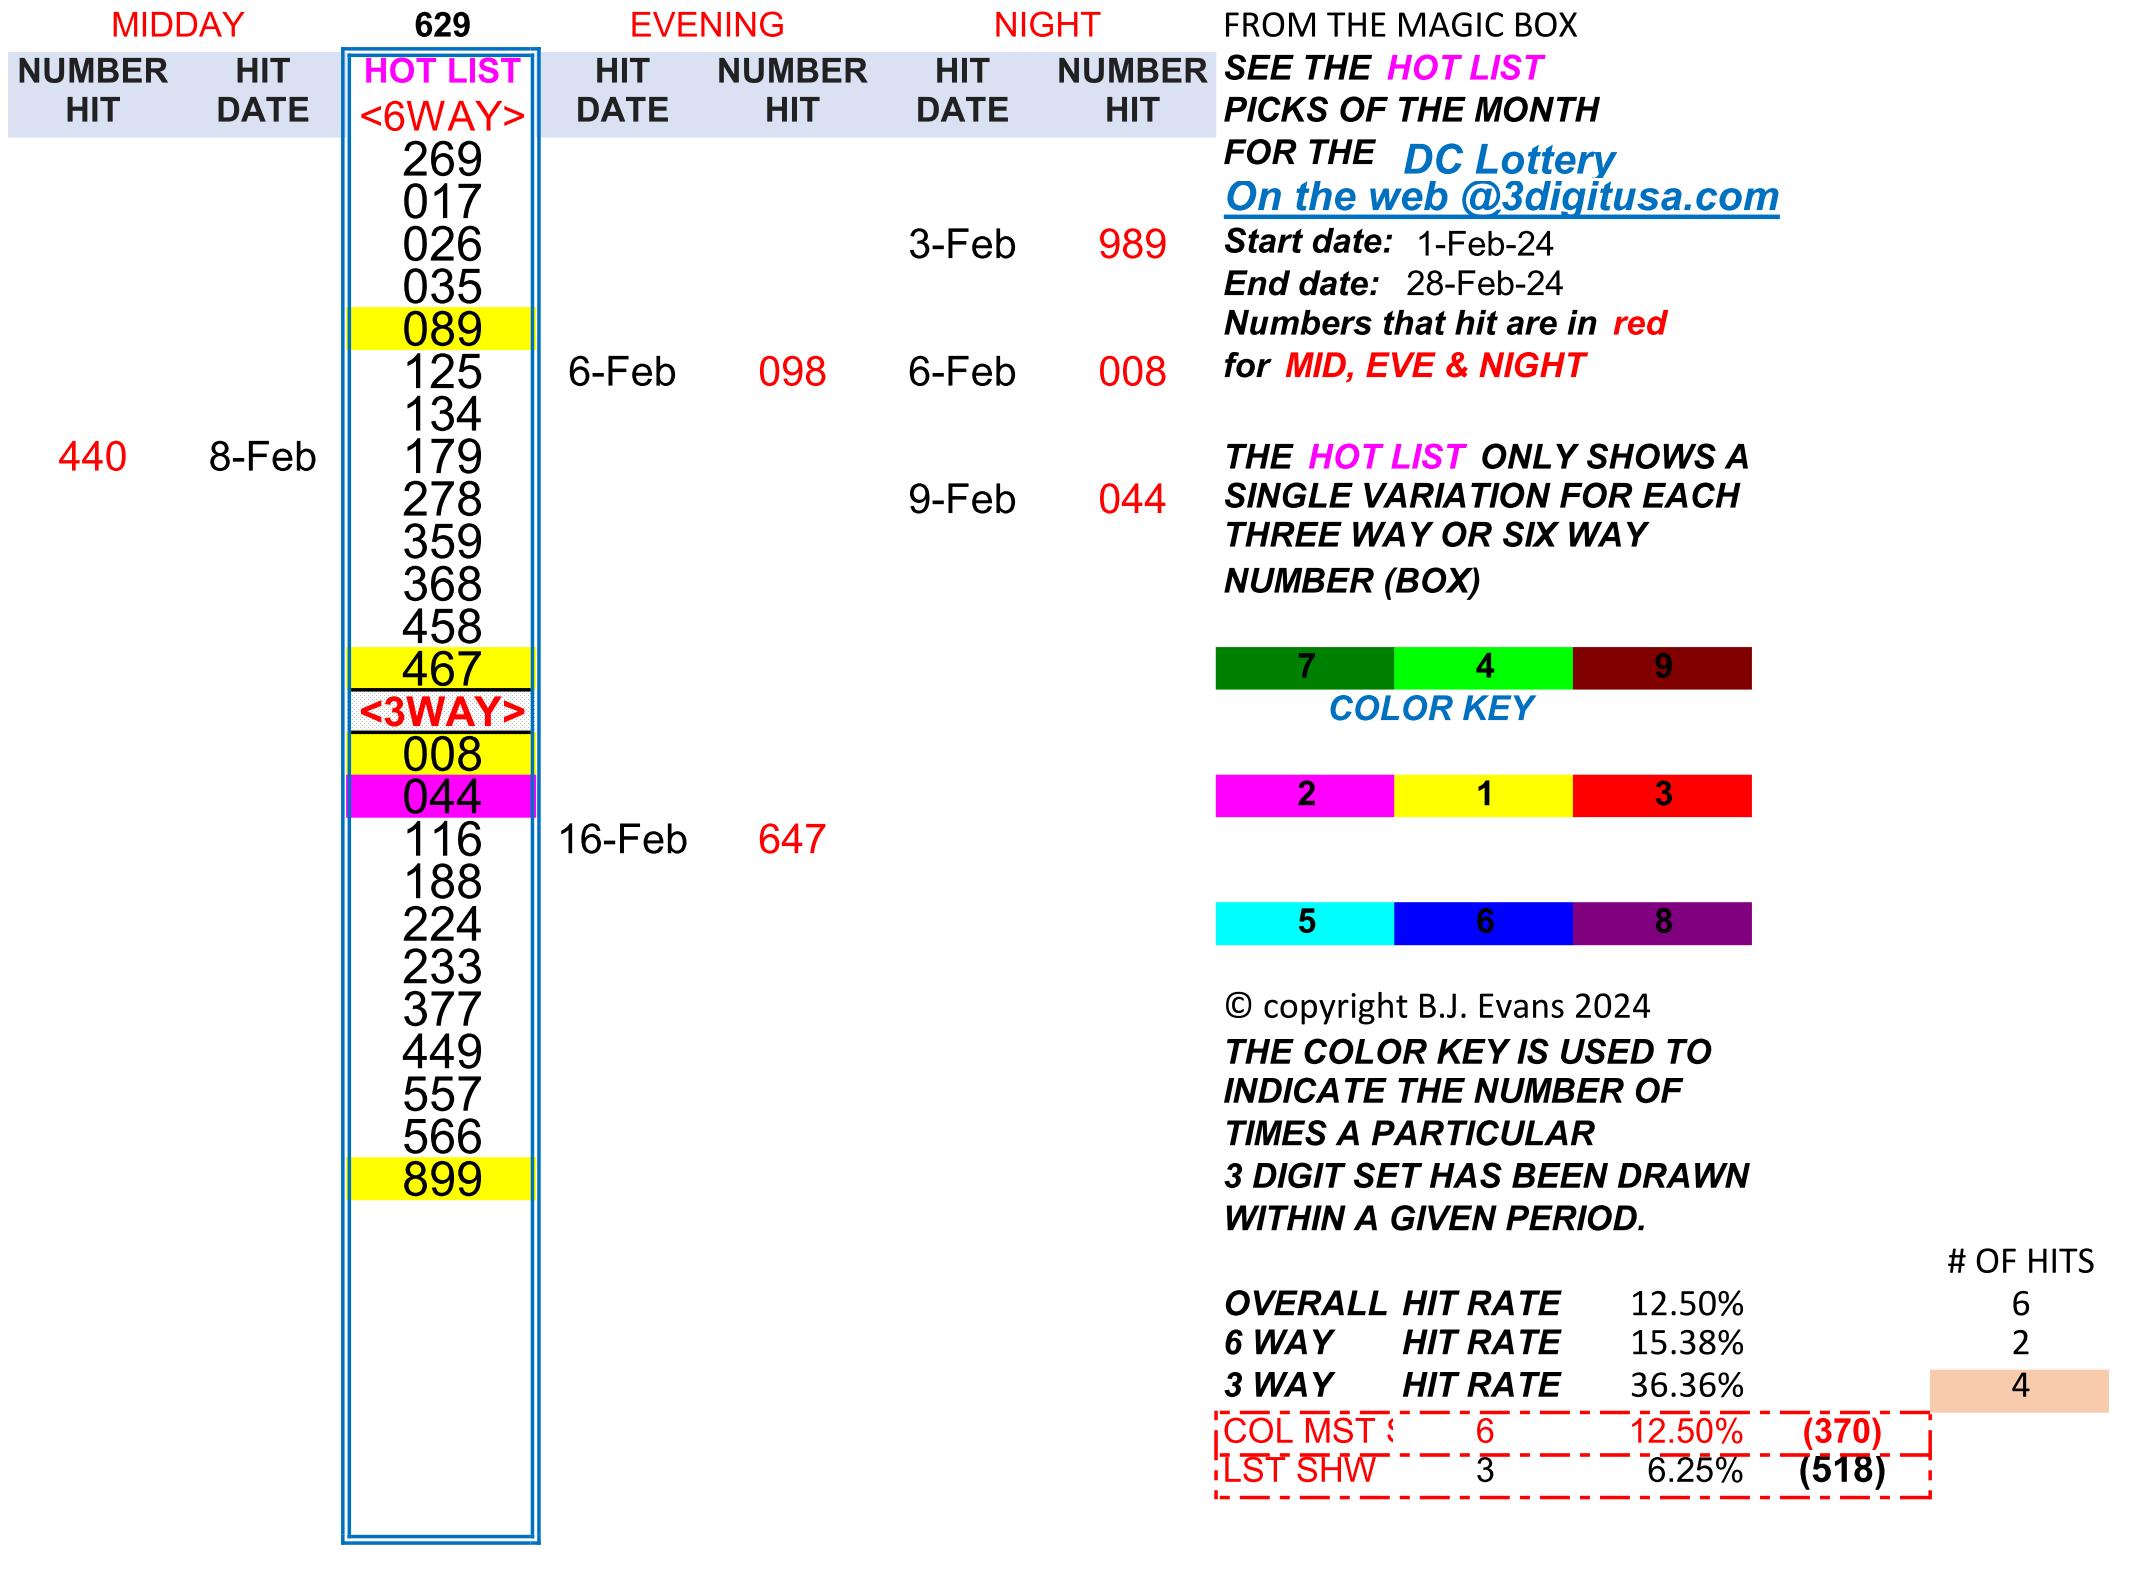 MIDDAY 629 EVENING NIGHT FROM THE MAGIC BOX
NUMBER HIT HIT DATE HOT LIST <6WAY> HIT DATE NUMBER HIT HIT DATE NUMBER HIT
269
017
026 3-Feb 989
035
089
125 6-Feb 098 6-Feb 008
134
440 8-Feb 179
278 9-Feb 044
359
368
458
467
<3WAY>
008
044
116 16-Feb 647
188
224
233
377
449
557
566
899
SEE THE HOT LIST
PICKS OF THE MONTH
FOR THE DC Lottery
On the web @3digitusa.com
Start date: 1-Feb-24
End date: 28-Feb-24
Numbers that hit are in red
for MID, EVE & NIGHT
THE HOT LIST ONLY SHOWS A
SINGLE VARIATION FOR EACH
THREE WAY OR SIX WAY
NUMBER (BOX)
7 4 9
COLOR KEY
2 1 3
5 6 8
© copyright B.J. Evans 2024
THE COLOR KEY IS USED TO
INDICATE THE NUMBER OF
TIMES A PARTICULAR
3 DIGIT SET HAS BEEN DRAWN
WITHIN A GIVEN PERIOD.
# OF HITS
OVERALL HIT RATE 12.50% 6
6 WAY HIT RATE 15.38% 2
3 WAY HIT RATE 36.36% 4
COL MST 6 12.50% (370)
LST SHW 3 6.25% (518)